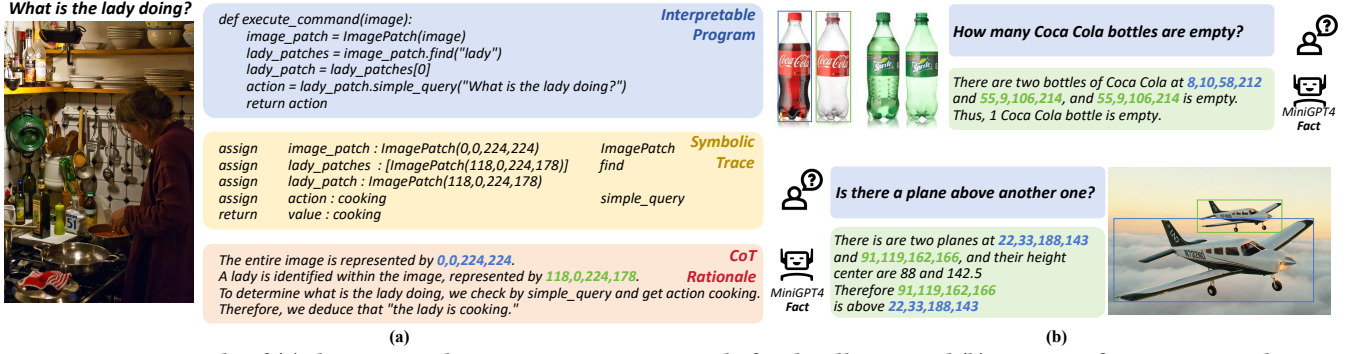 What is the lady doing?
def execute_command(image):
image_patch = ImagePatch(image)
lady_patches = image_patch.find("lady")
lady_patch = lady_patches[0]
action = lady_patch.simple_query("What is the lady doing?")
return action
Interpretable
Program
assign image_patch : ImagePatch(0,0,224,224) ImagePatch
assign lady_patches : [ImagePatch(118,0,224,178)] find
assign lady_patch : ImagePatch(118,0,224,178)
assign action : cooking simple_query
return value : cooking
Symbolic
Trace
The entire image is represented by 0,0,224,224.
A lady is identified within the image, represented by 118,0,224,178.
To determine what is the lady doing, we check by simple_query and get action cooking.
Therefore, we deduce that "the lady is cooking."
CoT
Rationale
(a)
Coca-Cola
Coca-Cola
Sprite
Sprite
How many Coca Cola bottles are empty?
There are two bottles of Coca Cola at 8,10,58,212
and 55,9,106,214, and 55,9,106,214 is empty.
Thus, 1 Coca Cola bottle is empty.
MiniGPT4
Fact
Is there a plane above another one?
There is are two planes at 22,33,188,143
and 91,119,162,166, and their height
center are 88 and 142.5
Therefore 91,119,162,166
is above 22,33,188,143
MiniGPT4
Fact
(b)